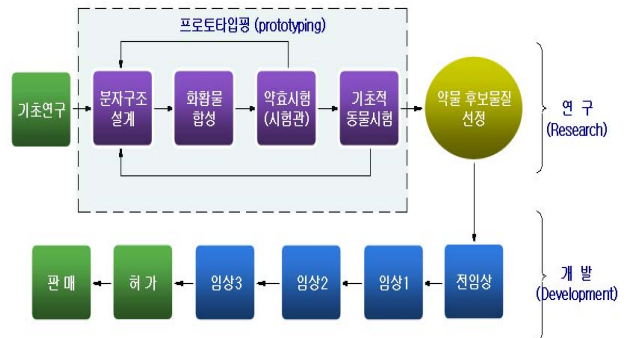 프로토타입핑 (prototyping)
기초연구
분자구조
설계
화황물
합성
약효시험
(시험관)
기초적
동물시험
약물 후보물질
선정
연 구
(Research)
판 매
허 가
임상3
임상2
임상1
전임상
개 발
(Development)